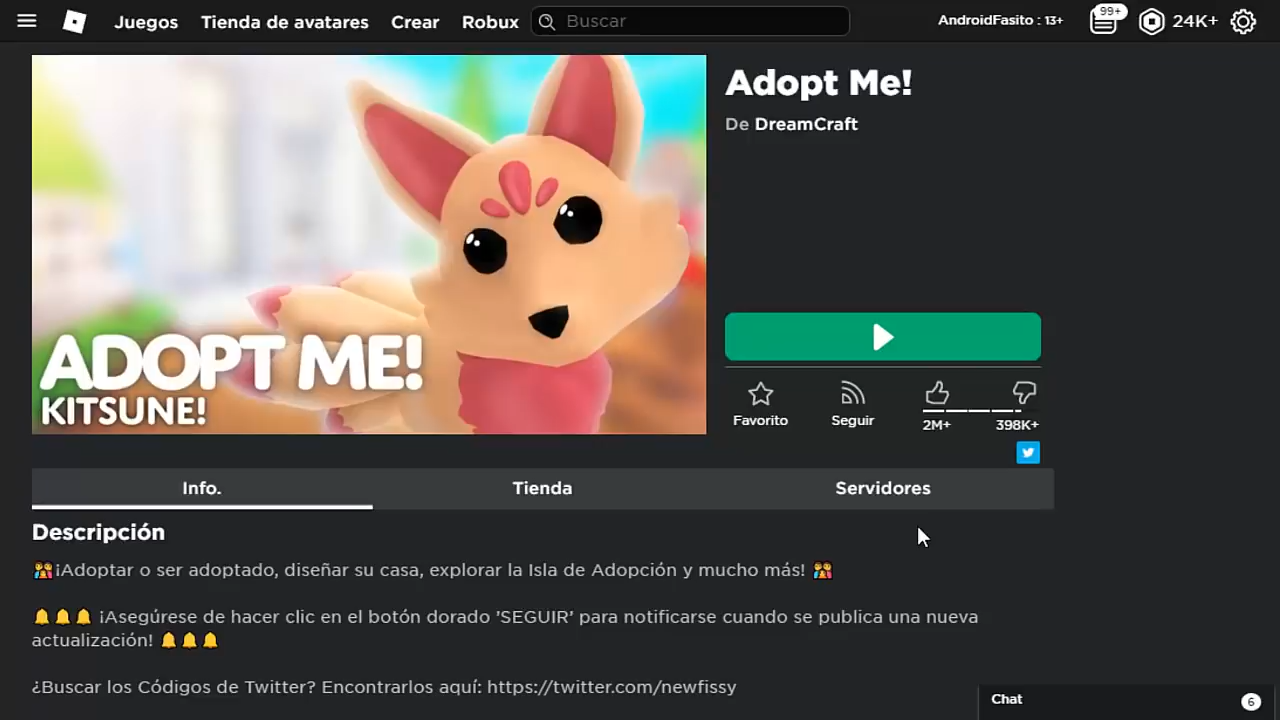 Juegos Tienda de avatares Crear Robux Buscar AndroidFasito : 13+ 99+ 24K+
ADOPT ME!
KITSUNE!
Adopt Me!
De DreamCraft
Favorito Seguir 2M+ 398K+
Info. Tienda Servidores
Descripción
👫¡Adoptar o ser adoptado, diseñar su casa, explorar la Isla de Adopción y mucho más! 👫
🔔🔔🔔 ¡Asegúrese de hacer clic en el botón dorado 'SEGUIR' para notificarse cuando se publica una nueva
actualización! 🔔🔔🔔
¿Buscar los Códigos de Twitter? Encontrarlos aquí: https://twitter.com/newfissy
Chat 6